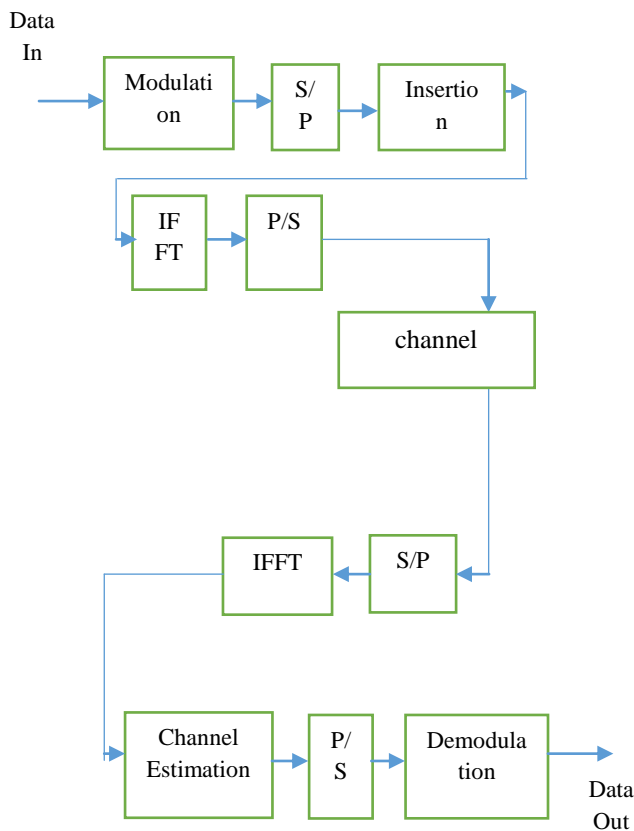 Data
In
Modulati
on
S/
P
Insertio
n
IF
FT
P/S
channel
IFFT
S/P
Channel
Estimation
P/
S
Demodula
tion
Data
Out